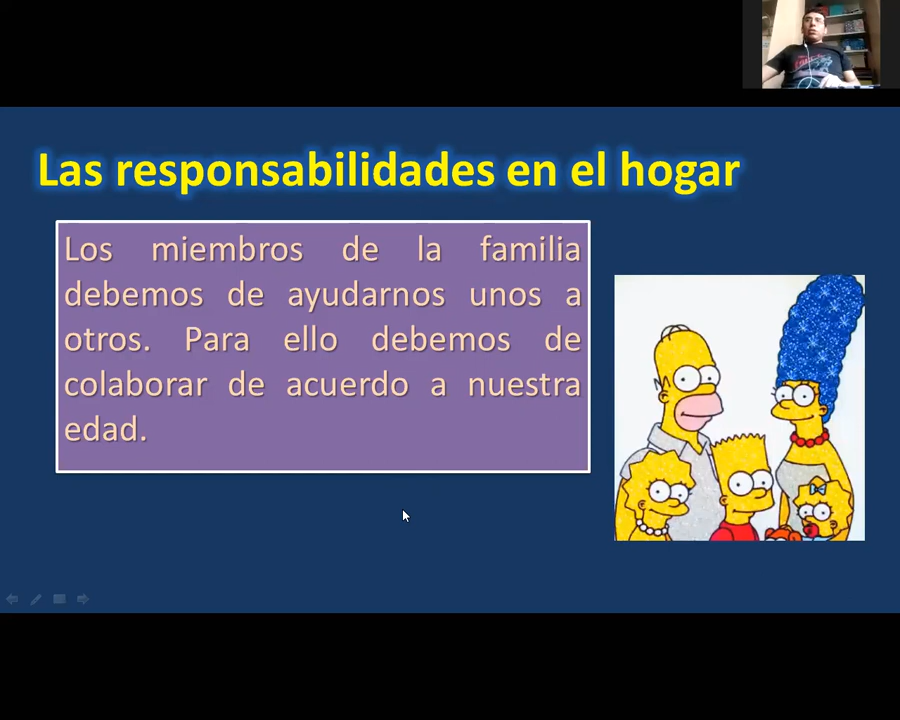 Las responsabilidades en el hogar
Los miembros de la familia
debemos de ayudarnos unos a
otros. Para ello debemos de
colaborar de acuerdo a nuestra
edad.